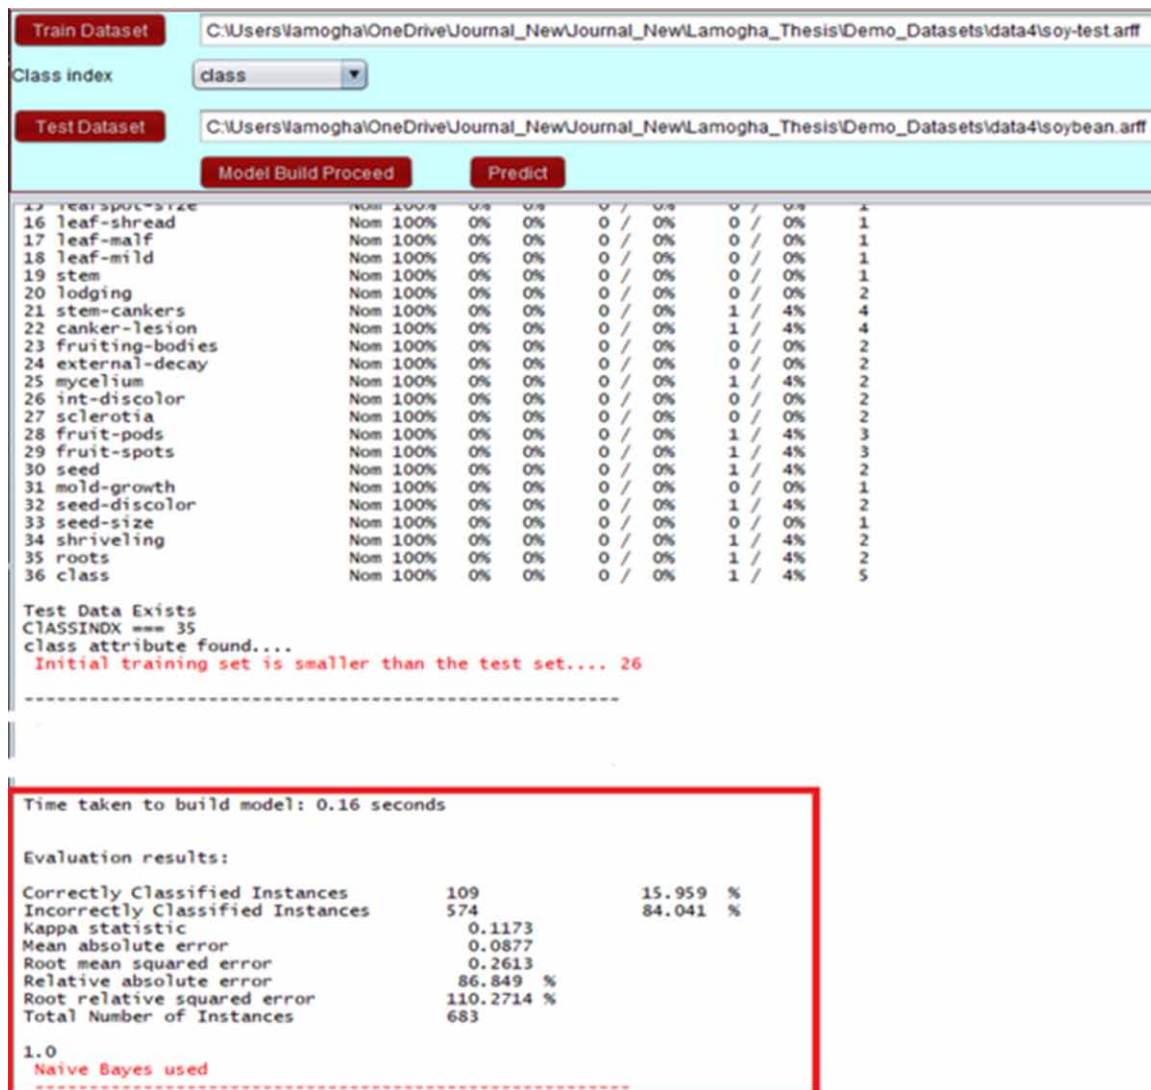 Train Dataset C:\Users\lamogha\OneDrive\Journal_New\Journal_New\Lamogha_Thesis\Demo_Datasets\data4\soy-test.arff
Class index class
Test Dataset C:\Users\lamogha\OneDrive\Journal_New\Journal_New\Lamogha_Thesis\Demo_Datasets\data4\soybean.arff
Model Build Proceed Predict
15 leafspot-size Nom 100% 0% 0% 0 / 0% 0 / 0% 1
16 leaf-shread Nom 100% 0% 0% 0 / 0% 0 / 0% 1
17 leaf-malf Nom 100% 0% 0% 0 / 0% 0 / 0% 1
18 leaf-mild Nom 100% 0% 0% 0 / 0% 0 / 0% 1
19 stem Nom 100% 0% 0% 0 / 0% 0 / 0% 1
20 lodging Nom 100% 0% 0% 0 / 0% 0 / 0% 2
21 stem-cankers Nom 100% 0% 0% 0 / 0% 1 / 4% 4
22 canker-lesion Nom 100% 0% 0% 0 / 0% 1 / 4% 4
23 fruiting-bodies Nom 100% 0% 0% 0 / 0% 0 / 0% 2
24 external-decay Nom 100% 0% 0% 0 / 0% 0 / 0% 2
25 mycelium Nom 100% 0% 0% 0 / 0% 1 / 4% 2
26 int-discolor Nom 100% 0% 0% 0 / 0% 0 / 0% 2
27 sclerotia Nom 100% 0% 0% 0 / 0% 0 / 0% 2
28 fruit-pods Nom 100% 0% 0% 0 / 0% 1 / 4% 3
29 fruit-spots Nom 100% 0% 0% 0 / 0% 1 / 4% 3
30 seed Nom 100% 0% 0% 0 / 0% 1 / 4% 2
31 mold-growth Nom 100% 0% 0% 0 / 0% 0 / 0% 1
32 seed-discolor Nom 100% 0% 0% 0 / 0% 1 / 4% 2
33 seed-size Nom 100% 0% 0% 0 / 0% 0 / 0% 1
34 shriveling Nom 100% 0% 0% 0 / 0% 1 / 4% 2
35 roots Nom 100% 0% 0% 0 / 0% 1 / 4% 2
36 class Nom 100% 0% 0% 0 / 0% 1 / 4% 5
Test Data Exists
ClASSINDX === 35
class attribute found....
Initial training set is smaller than the test set.... 26
-------------------------------------------------------
Time taken to build model: 0.16 seconds
Evaluation results:
Correctly Classified Instances 109 15.959 %
Incorrectly Classified Instances 574 84.041 %
Kappa statistic 0.1173
Mean absolute error 0.0877
Root mean squared error 0.2613
Relative absolute error 86.849 %
Root relative squared error 110.2714 %
Total Number of Instances 683
1.0
Naive Bayes used
-------------------------------------------------------